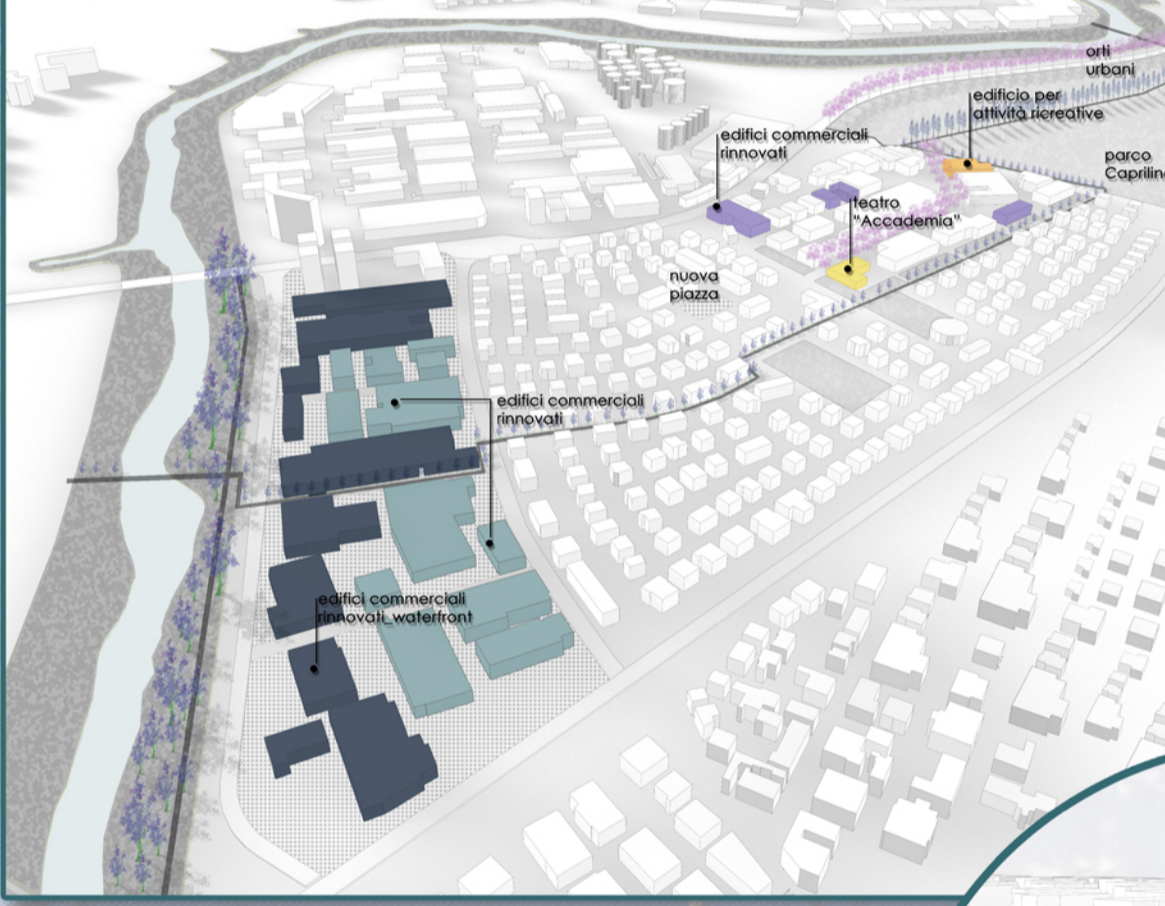 orti
urbani
edificio per
attività ricreative
edifici commerciali
rinnovati
parco
teatro
"Accademia"
nuova
piazza
edifici commerciali
rinnovati
edifici commerciali
rinnovati_waterfront